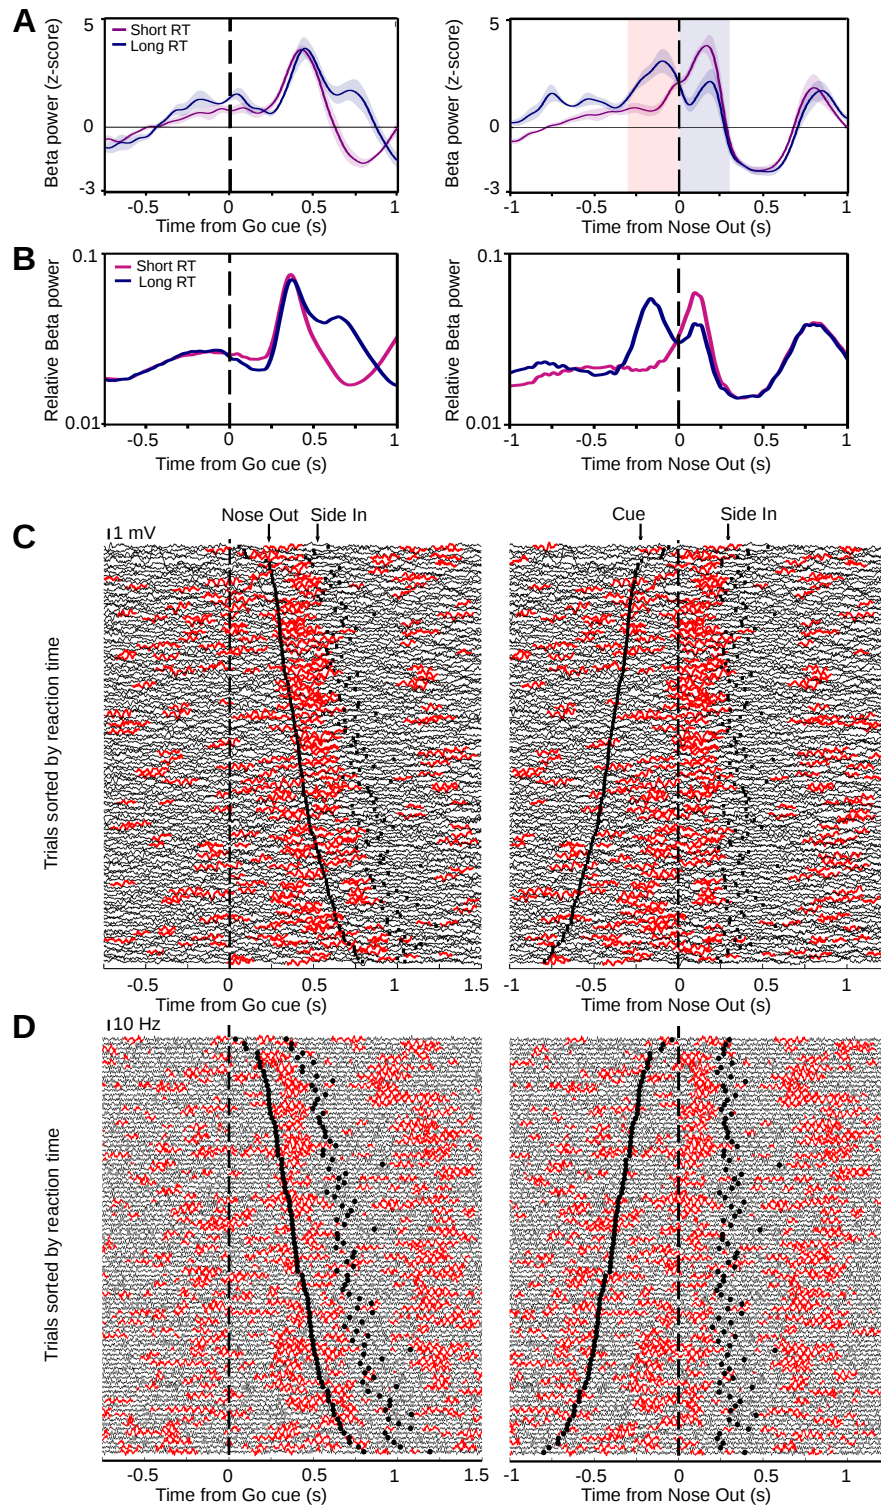 A
5
0
-3
Beta power (z-score)
Short RT
Long RT
-0.5
0
0.5
1
Time from Go cue (s)
5
0
-3
Beta power (z-score)
-1
-0.5
0
0.5
1
Time from Nose Out (s)
B
0.1
0.01
Relative Beta power
Short RT
Long RT
-0.5
0
0.5
1
Time from Go cue (s)
0.1
0.01
Relative Beta power
-1
-0.5
0
0.5
1
Time from Nose Out (s)
C
1 mV
Nose Out
Side In
Trials sorted by reaction time
-0.5
0
0.5
1
1.5
Time from Go cue (s)
Cue
Side In
-1
-0.5
0
0.5
1
Time from Nose Out (s)
D
10 Hz
Trials sorted by reaction time
-0.5
0
0.5
1
1.5
Time from Go cue (s)
-1
-0.5
0
0.5
1
Time from Nose Out (s)